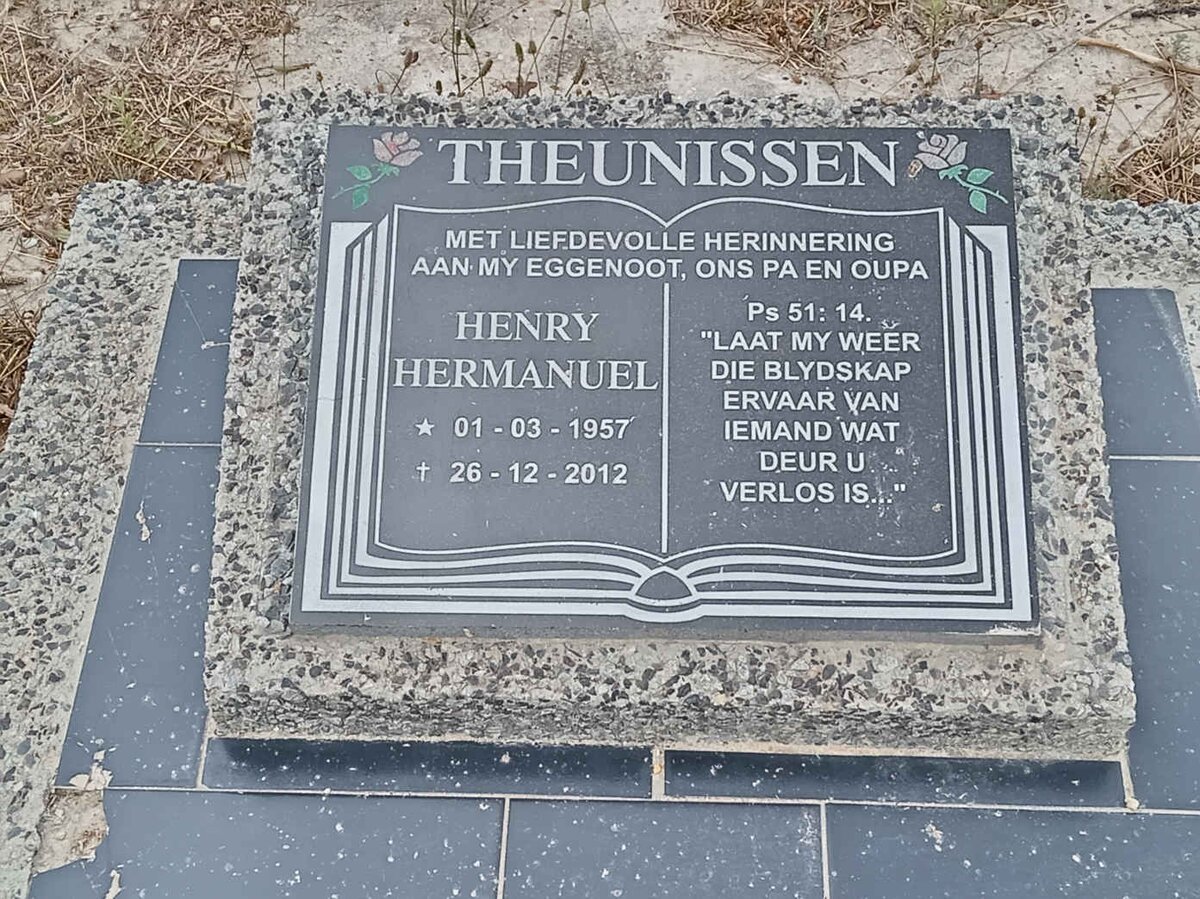 THEUNISSEN
MET LIEFDEVOLLE HERINNERING
AAN MY EGGENOOT, ONS PA EN OUPA
HENRY
HERMANUEL
★ 01 - 03 - 1957
† 26 - 12 - 2012
Ps 51: 14.
"LAAT MY WEER
DIE BLYDSKAP
ERVAAR VAN
IEMAND WAT
DEUR U
VERLOS IS..."